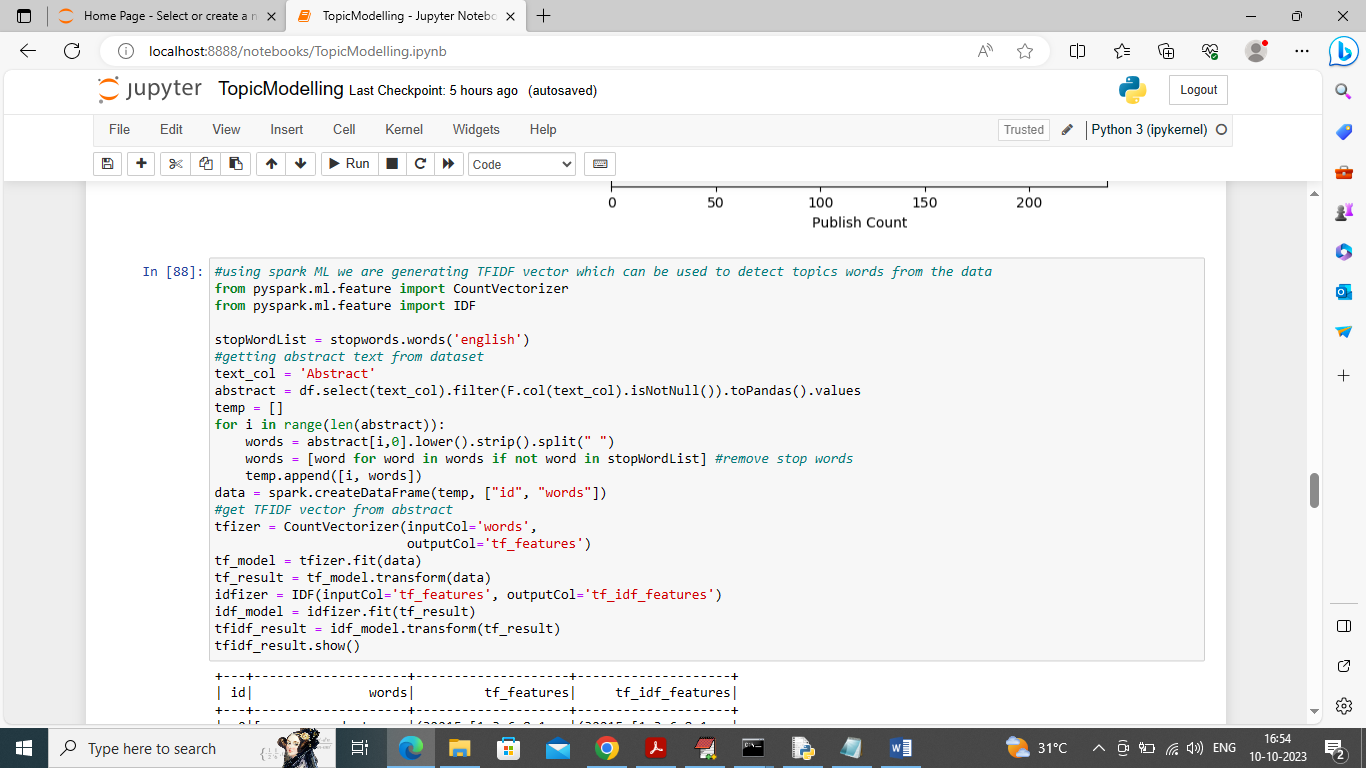 Home Page - Select or create a n
TopicModelling - Jupyter Notebo
localhost:8888/notebooks/TopicModelling.ipynb
jupyter TopicModelling Last Checkpoint: 5 hours ago (autosaved)
Logout
File Edit View Insert Cell Kernel Widgets Help
Trusted Python 3 (ipykernel)
Run Code
0 50 100 150 200
Publish Count
In [88]:
#using spark ML we are generating TFIDF vector which can be used to detect topics words from the data
from pyspark.ml.feature import CountVectorizer
from pyspark.ml.feature import IDF
stopWordList = stopwords.words('english')
#getting abstract text from dataset
text_col = 'Abstract'
abstract = df.select(text_col).filter(F.col(text_col).isNotNull()).toPandas().values
temp = []
for i in range(len(abstract)):
    words = abstract[i,0].lower().strip().split(" ")
    words = [word for word in words if not word in stopWordList] #remove stop words
    temp.append([i, words])
data = spark.createDataFrame(temp, ["id", "words"])
#get TFIDF vector from abstract
tfizer = CountVectorizer(inputCol='words',
                         outputCol='tf_features')
tf_model = tfizer.fit(data)
tf_result = tf_model.transform(data)
idfizer = IDF(inputCol='tf_features', outputCol='tf_idf_features')
idf_model = idfizer.fit(tf_result)
tfidf_result = idf_model.transform(tf_result)
tfidf_result.show()
+---+--------------------+--------------------+--------------------+
| id|               words|         tf_features|     tf_idf_features|
+---+--------------------+--------------------+--------------------+
Type here to search
31°C
ENG
16:54
10-10-2023
2